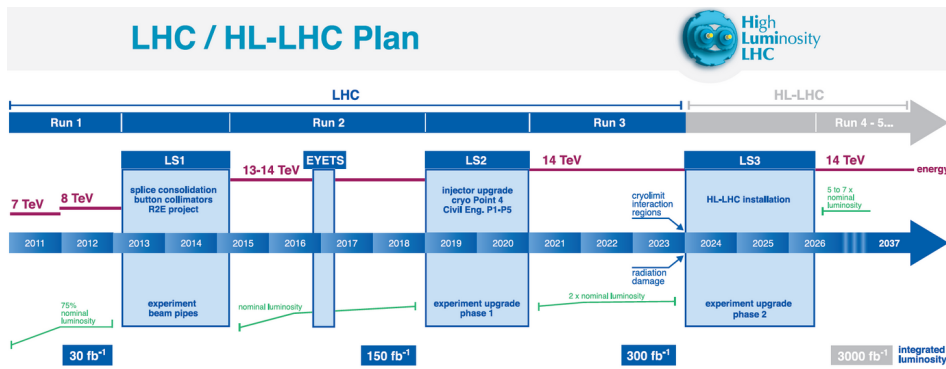 LHC / HL-LHC Plan
High
Luminosity
LHC
LHC
HL-LHC
Run 1
Run 2
Run 3
Run 4 - 5...
LS1
EYETS
LS2
LS3
13-14 TeV
14 TeV
14 TeV
energy
7 TeV
8 TeV
splice consolidation
button collimators
R2E project
injector upgrade
cryo Point 4
Civil Eng. P1-P5
cryolimit
interaction
regions
HL-LHC installation
5 to 7 x
nominal
luminosity
2011
2012
2013
2014
2015
2016
2017
2018
2019
2020
2021
2022
2023
2024
2025
2026
2037
radiation
damage
75%
nominal
luminosity
experiment
beam pipes
nominal luminosity
experiment upgrade
phase 1
2 x nominal luminosity
experiment upgrade
phase 2
30 fb⁻¹
150 fb⁻¹
300 fb⁻¹
3000 fb⁻¹
integrated
luminosity